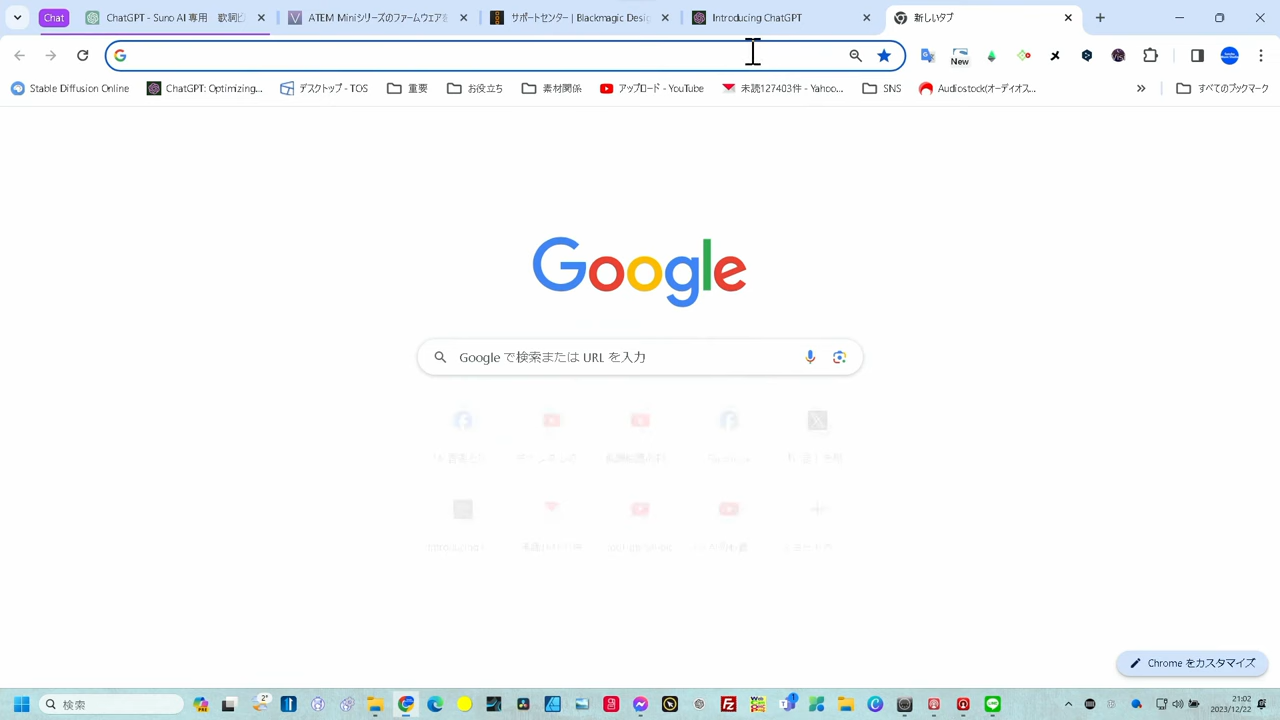 Chat
ChatGPT - Suno AI 専用
ATEM Miniシリーズのファームウェアを
サポートセンター | Blackmagic Desig
Introducing ChatGPT
新しいタブ
New
Stable Diffusion Online
ChatGPT: Optimizing...
デスクトップ - TOS
重要
お役立ち
素材関係
アップロード - YouTube
未読127403件 - Yahoo...
SNS
Audiostock(オーディオス...
»
すべてのブックマーク
Google
Google で検索または URL を入力
Chrome をカスタマイズ
検索
PRE
2°
21:02
2023/12/22